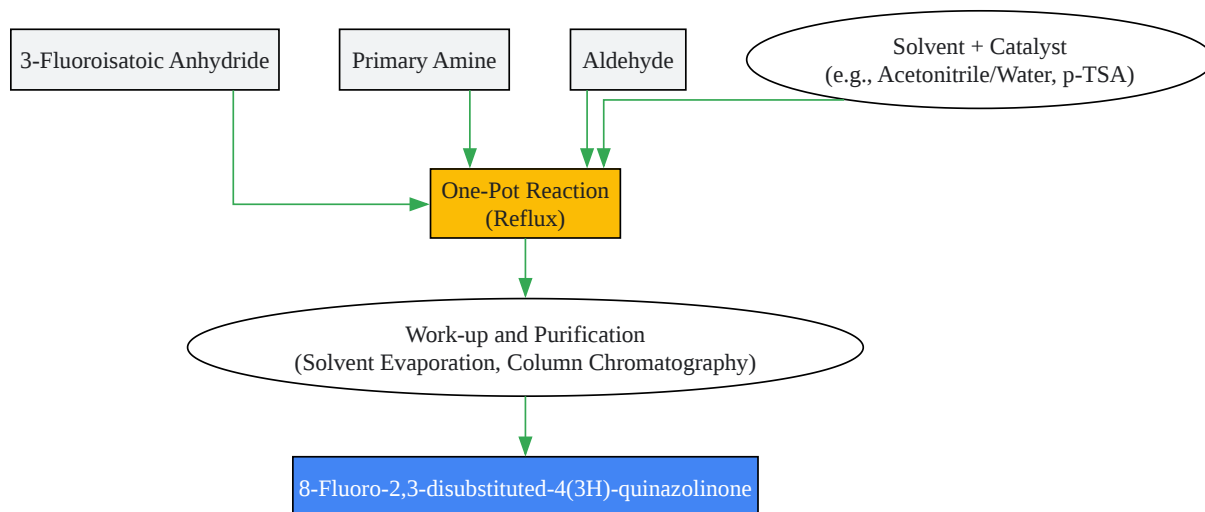 3-Fluoroisatoic Anhydride
Primary Amine
Aldehyde
Solvent + Catalyst
(e.g., Acetonitrile/Water, p-TSA)
One-Pot Reaction
(Reflux)
Work-up and Purification
(Solvent Evaporation, Column Chromatography)
8-Fluoro-2,3-disubstituted-4(3H)-quinazolinone